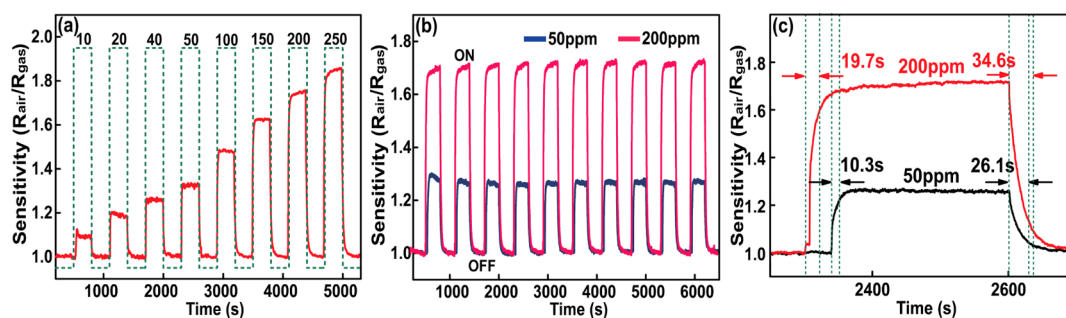 (a)
10 20 40 50 100 150 200 250
2.0
1.8
1.6
1.4
1.2
1.0
Sensitivity (Rair/Rgas)
1000 2000 3000 4000 5000
Time (s)
(b)
50ppm 200ppm
ON
OFF
1.8
1.6
1.4
1.2
1.0
Sensitivity (Rair/Rgas)
1000 2000 3000 4000 5000 6000
Time (s)
(c)
19.7s 34.6s
200ppm
10.3s 26.1s
50ppm
1.8
1.6
1.4
1.2
1.0
Sensitivity (Rair/Rgas)
2400 2600
Time (s)